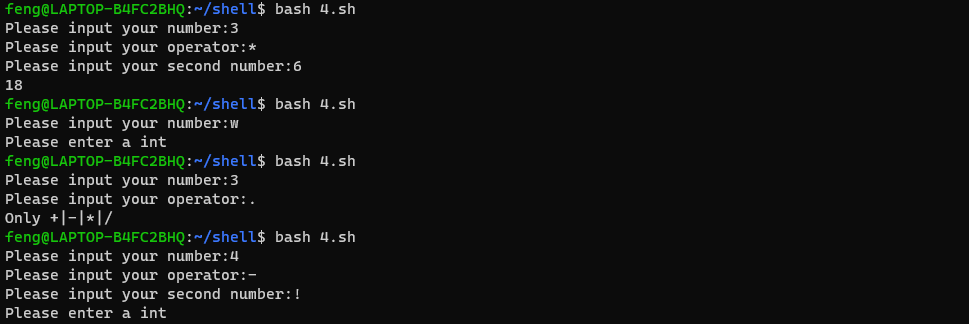 feng@LAPTOP-B4FC2BHQ:~/shell$ bash 4.sh
Please input your number:3
Please input your operator:*
Please input your second number:6
18
feng@LAPTOP-B4FC2BHQ:~/shell$ bash 4.sh
Please input your number:w
Please enter a int
feng@LAPTOP-B4FC2BHQ:~/shell$ bash 4.sh
Please input your number:3
Please input your operator:.
Only +|-|*|/
feng@LAPTOP-B4FC2BHQ:~/shell$ bash 4.sh
Please input your number:4
Please input your operator:-
Please input your second number:!
Please enter a int